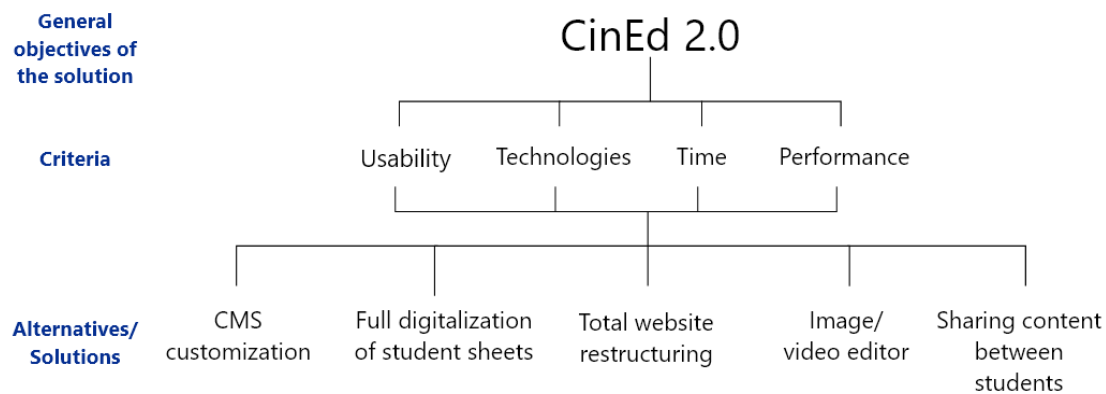 General
objectives of
the solution
CinEd 2.0
Criteria
Usability
Technologies
Time
Performance
Alternatives/
Solutions
CMS
customization
Full digitalization
of student sheets
Total website
restructuring
Image/
video editor
Sharing content
between
students